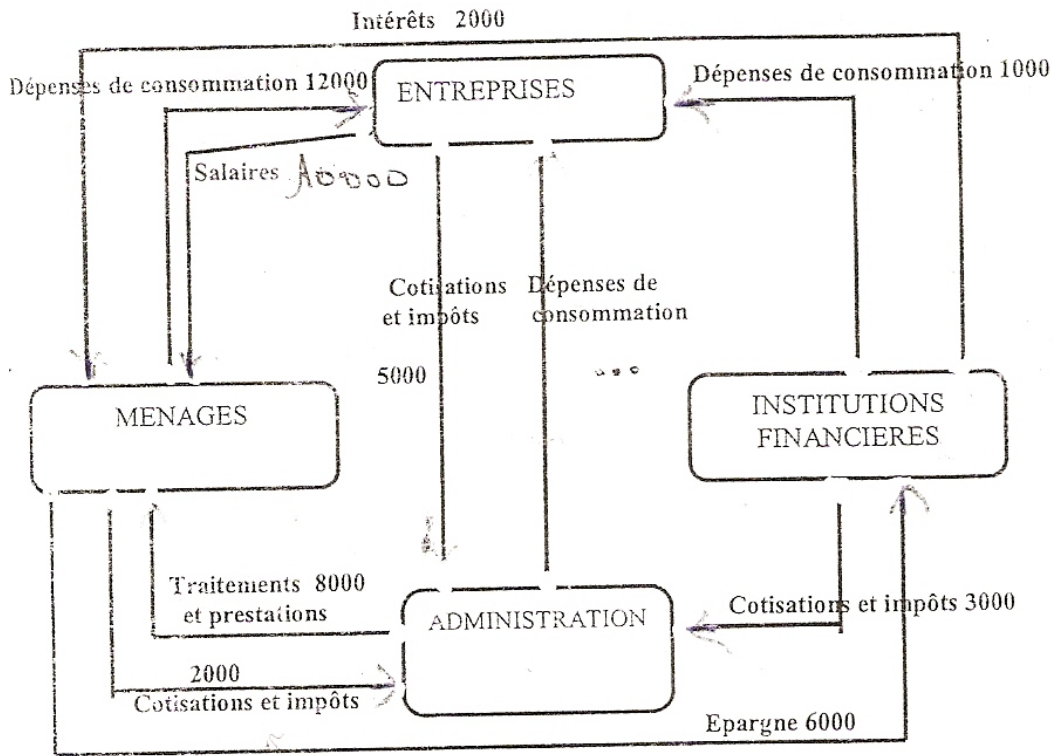 Intérêts 2000
Dépenses de consommation 12000
ENTREPRISES
Dépenses de consommation 1000
Salaires A0000
Cotisations
et impôts
5000
Dépenses de
consommation
MENAGES
INSTITUTIONS
FINANCIERES
Traitements 8000
et prestations
ADMINISTRATION
Cotisations et impôts 3000
2000
Cotisations et impôts
Epargne 6000